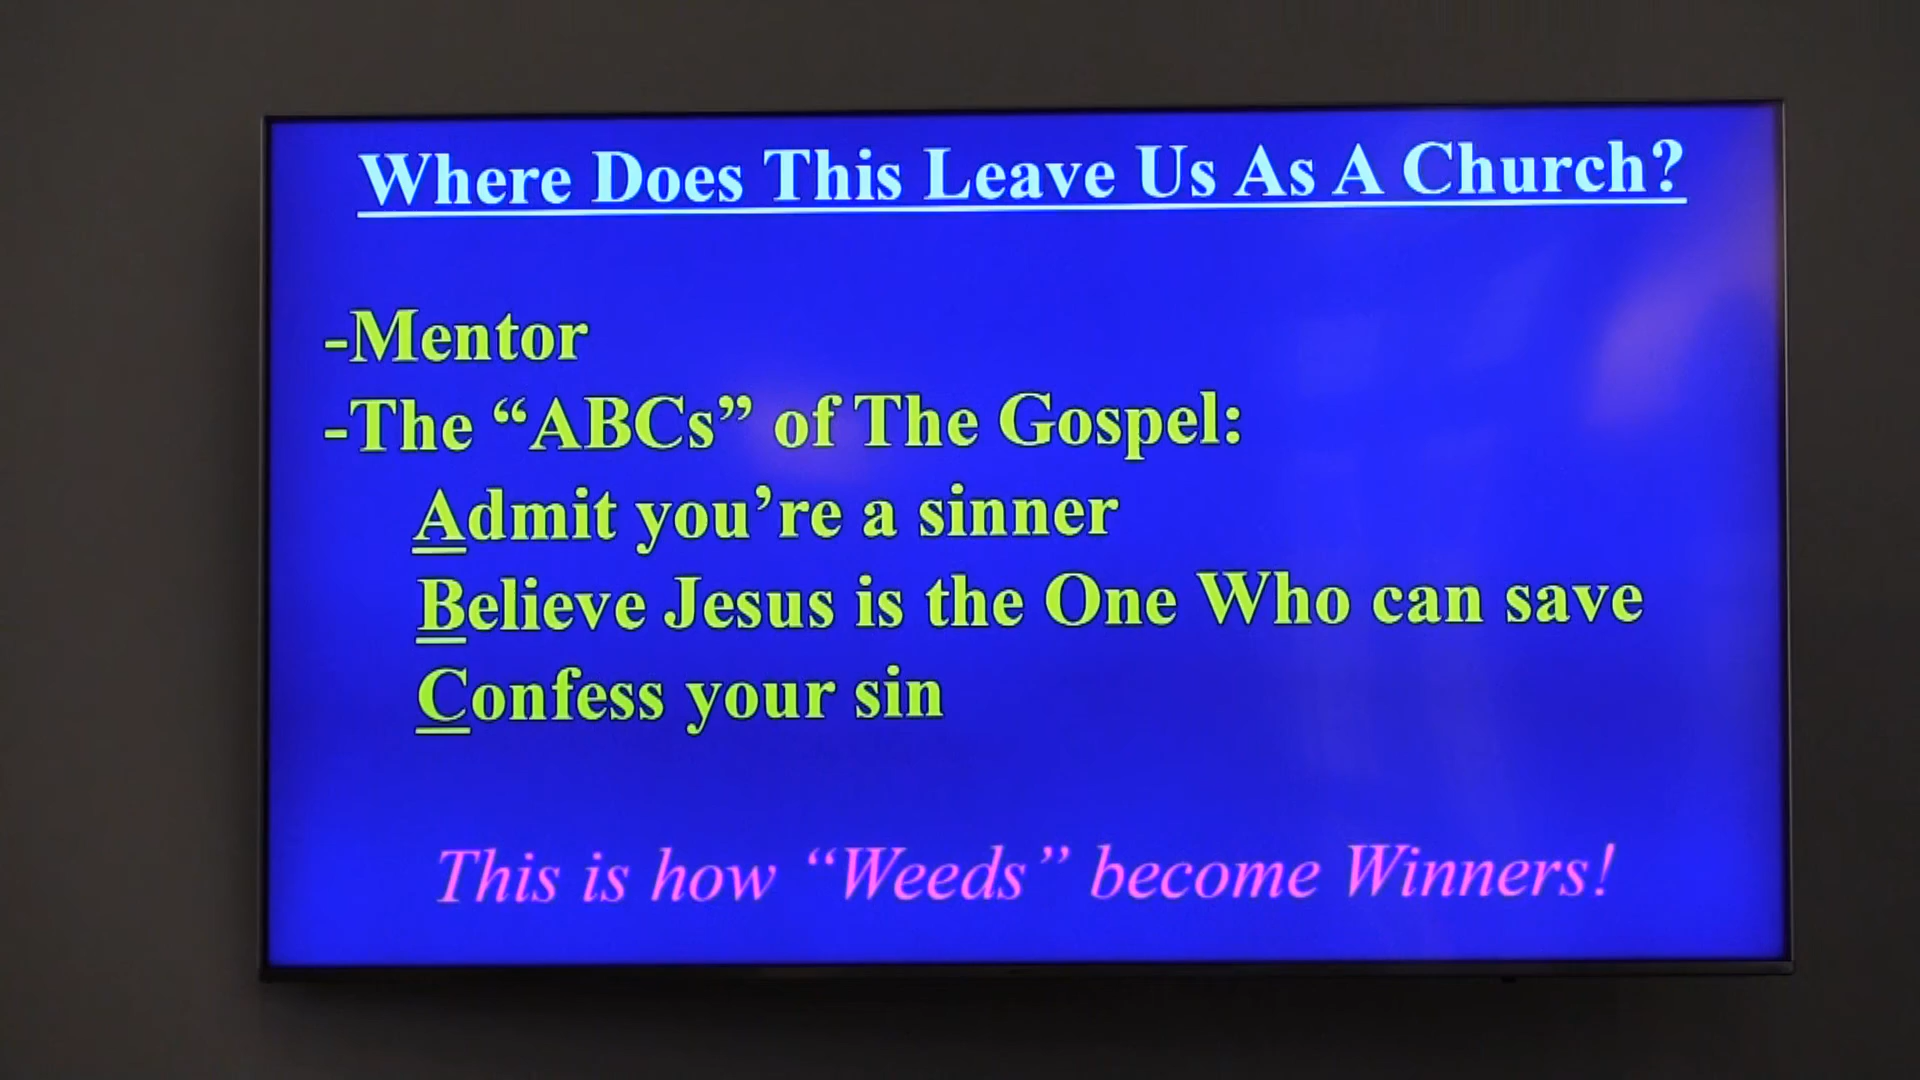 Where Does This Leave Us As A Church?
-Mentor
-The “ABCs” of The Gospel:
Admit you’re a sinner
Believe Jesus is the One Who can save
Confess your sin
This is how “Weeds” become Winners!